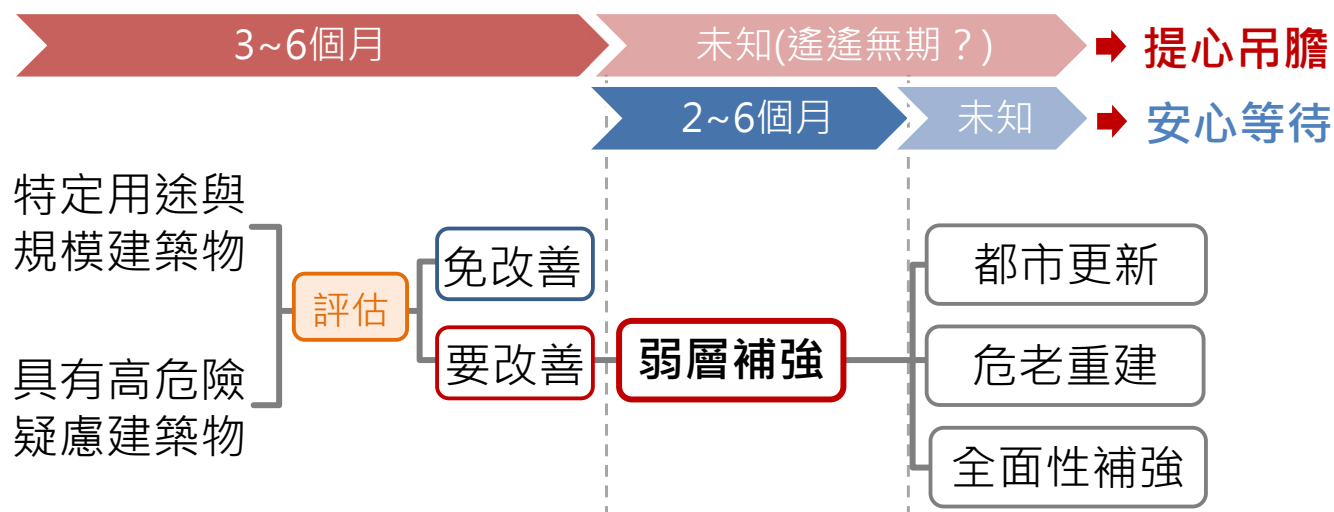 3~6個月
未知(遙遙無期？)
提心吊膽
2~6個月
未知
安心等待
特定用途與
規模建築物
具有高危險
疑慮建築物
評估
免改善
要改善
弱層補強
都市更新
危老重建
全面性補強